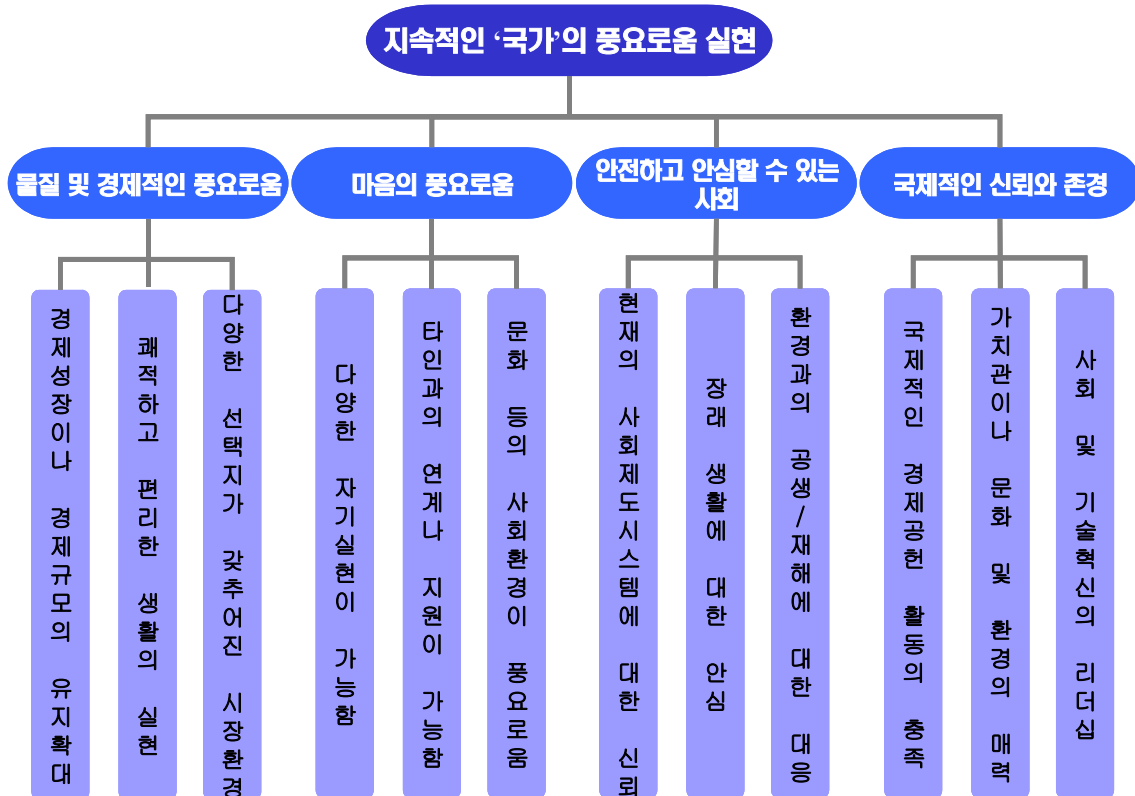 지속적인 ‘국가’의 풍요로움 실현
물질 및 경제적인 풍요로움
마음의 풍요로움
안전하고 안심할 수 있는
사회
국제적인 신뢰와 존경
경제성장이나 경제규모의 유지확대
쾌적하고 편리한 생활의 실현
다양한 선택지가 갖추어진 시장환경
다양한 자기실현이 가능함
타인과의 연계나 지원이 가능함
문화 등의 사회환경이 풍요로움
현재의 사회제도시스템에 대한 신뢰
장래 생활에 대한 안심
환경과의 공생/재해에 대한 대응
국제적인 경제공헌 활동의 충족
가치관이나 문화 및 환경의 매력
사회 및 기술혁신의 리더십